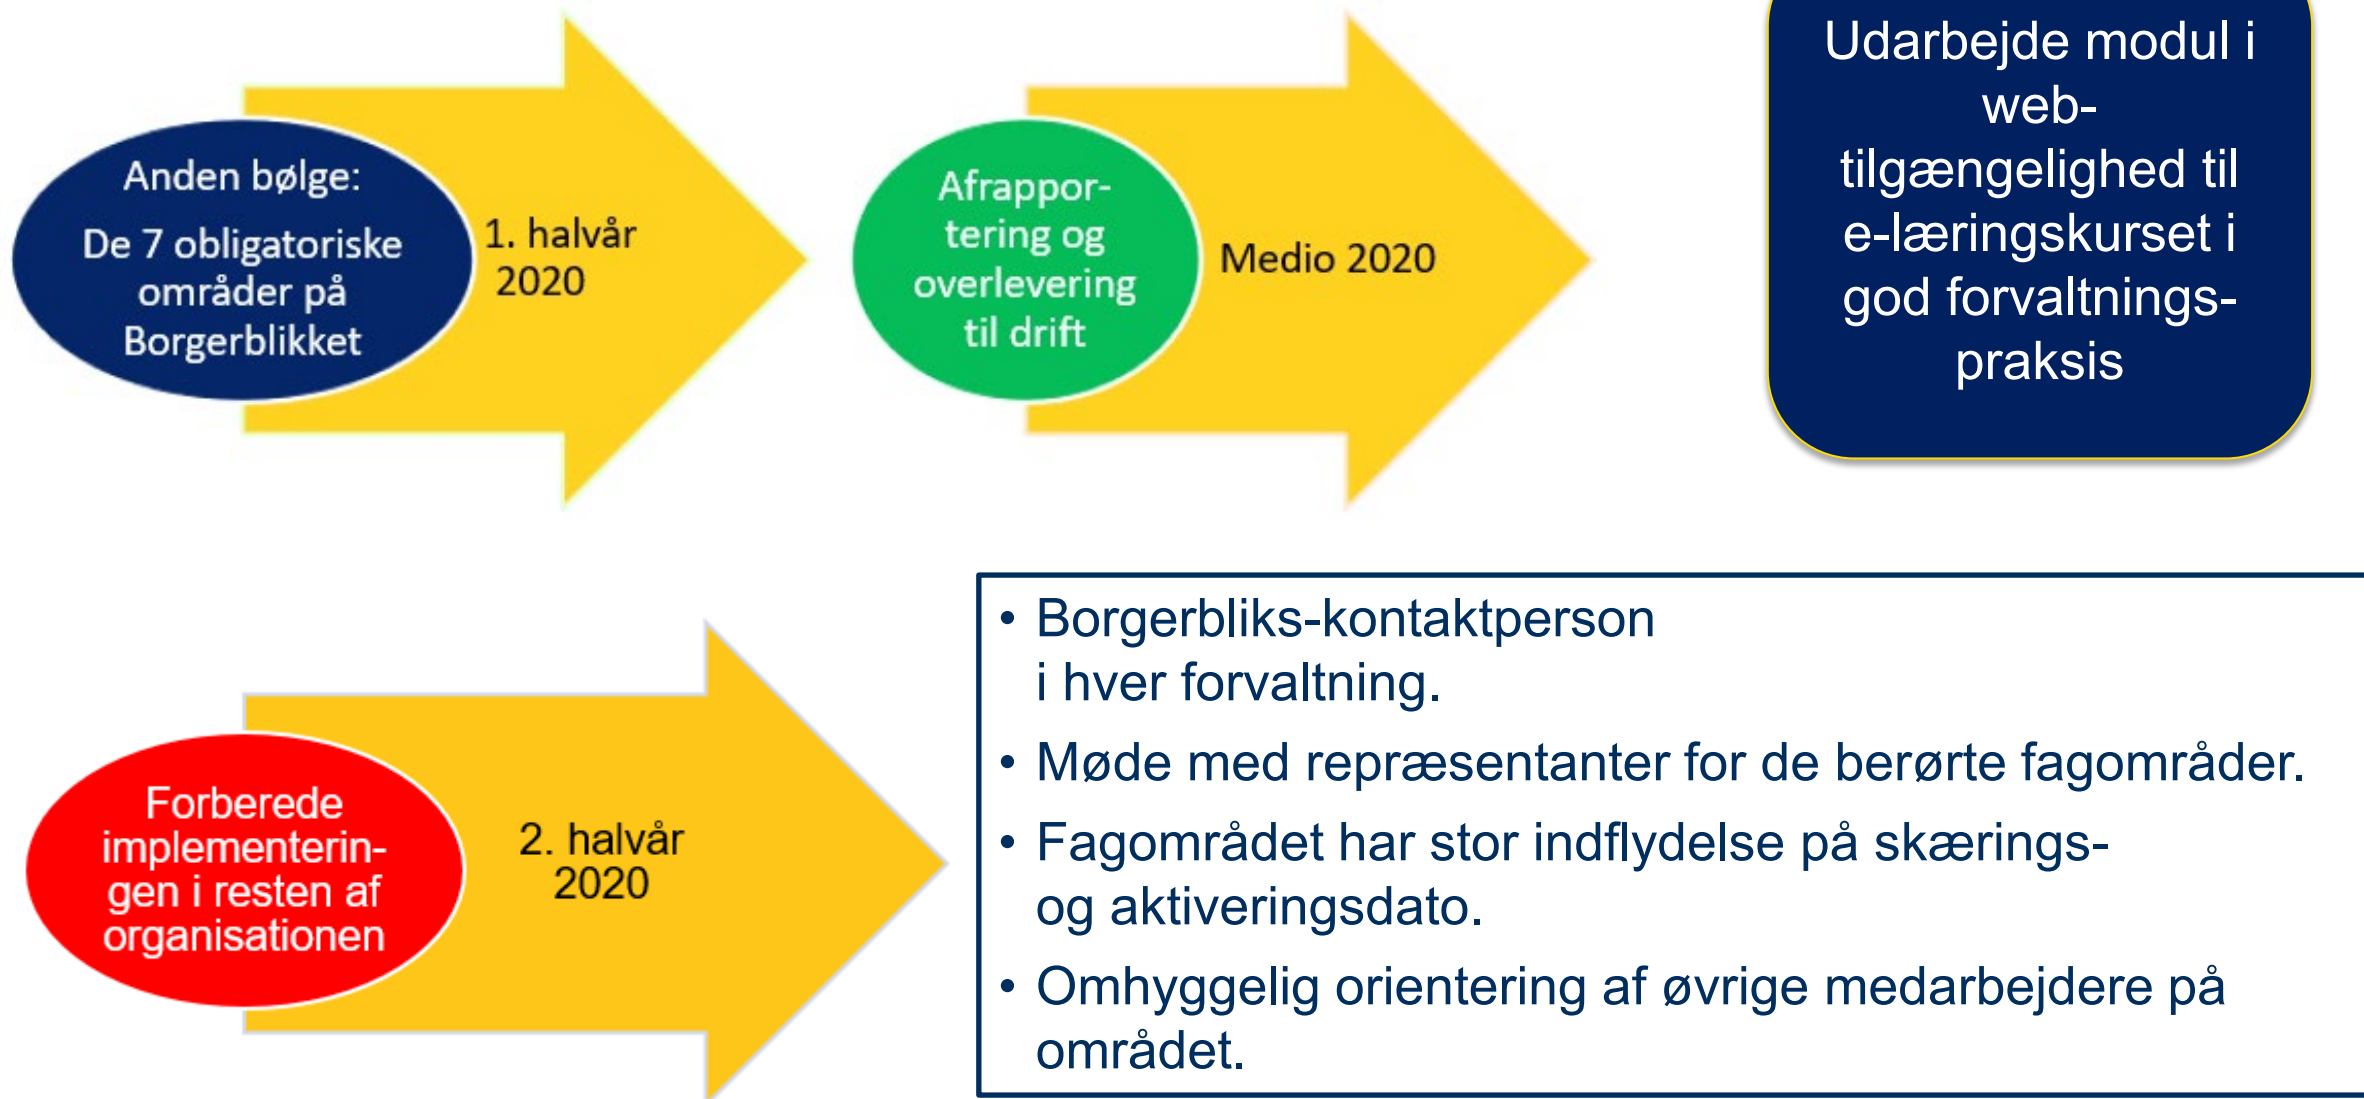 Anden bølge:
De 7 obligatoriske
områder på
Borgerblikket
1. halvår
2020
Afrappor-
tering og
overlevering
til drift
Medio 2020
Udarbejde modul i
web-
tilgængelighed til
e-læringskurset i
god forvaltnings-
praksis
Forberede
implementerin-
gen i resten af
organisationen
2. halvår
2020
• Borgerbliks-kontaktperson
i hver forvaltning.
• Møde med repræsentanter for de berørte fagområder.
• Fagområdet har stor indflydelse på skærings-
og aktiveringsdato.
• Omhyggelig orientering af øvrige medarbejdere på
området.